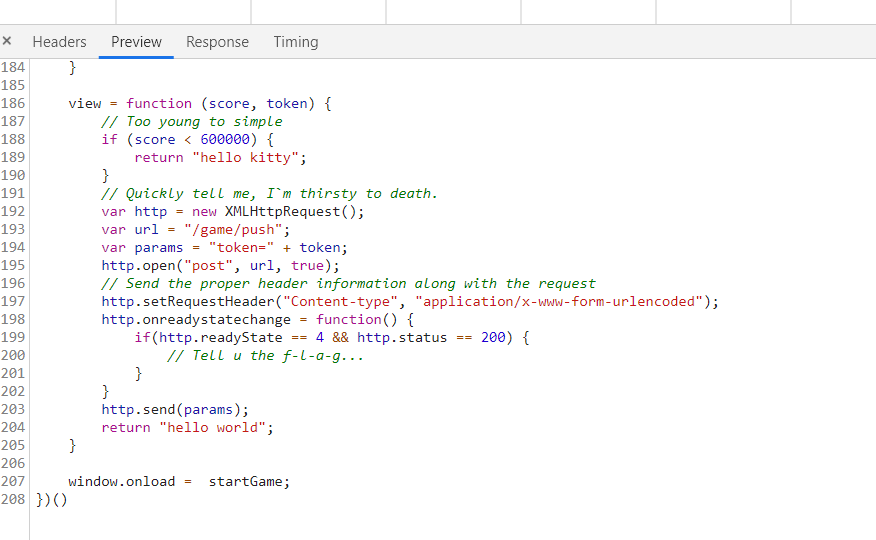 × Headers Preview Response Timing
184     }
185
186     view = function (score, token) {
187         // Too young to simple
188         if (score < 600000) {
189             return "hello kitty";
190         }
191         // Quickly tell me, I`m thirsty to death.
192         var http = new XMLHttpRequest();
193         var url = "/game/push";
194         var params = "token=" + token;
195         http.open("post", url, true);
196         // Send the proper header information along with the request
197         http.setRequestHeader("Content-type", "application/x-www-form-urlencoded");
198         http.onreadystatechange = function() {
199             if(http.readyState == 4 && http.status == 200) {
200                 // Tell u the f-l-a-g...
201             }
202         }
203         http.send(params);
204         return "hello world";
205     }
206
207     window.onload =  startGame;
208 })()